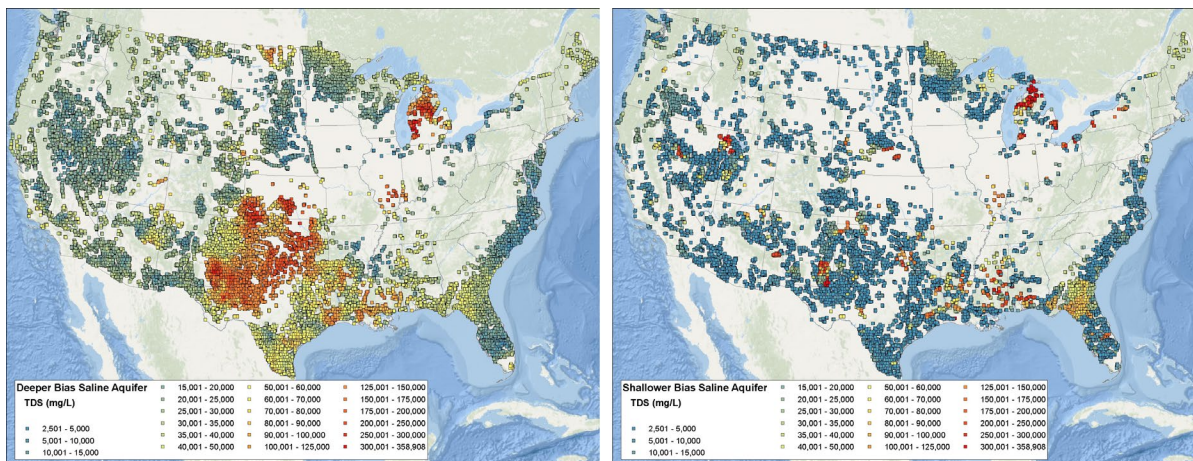 Deeper Bias Saline Aquifer
TDS (mg/L)
2,501 - 5,000
5,001 - 10,000
10,001 - 15,000
15,001 - 20,000
20,001 - 25,000
25,001 - 30,000
30,001 - 35,000
35,001 - 40,000
40,001 - 50,000
50,001 - 60,000
60,001 - 70,000
70,001 - 80,000
80,001 - 90,000
90,001 - 100,000
100,001 - 125,000
125,001 - 150,000
150,001 - 175,000
175,001 - 200,000
200,001 - 250,000
250,001 - 300,000
300,001 - 358,908
Shallower Bias Saline Aquifer
TDS (mg/L)
2,501 - 5,000
5,001 - 10,000
10,001 - 15,000
15,001 - 20,000
20,001 - 25,000
25,001 - 30,000
30,001 - 35,000
35,001 - 40,000
40,001 - 50,000
50,001 - 60,000
60,001 - 70,000
70,001 - 80,000
80,001 - 90,000
90,001 - 100,000
100,001 - 125,000
125,001 - 150,000
150,001 - 175,000
175,001 - 200,000
200,001 - 250,000
250,001 - 300,000
300,001 - 358,908